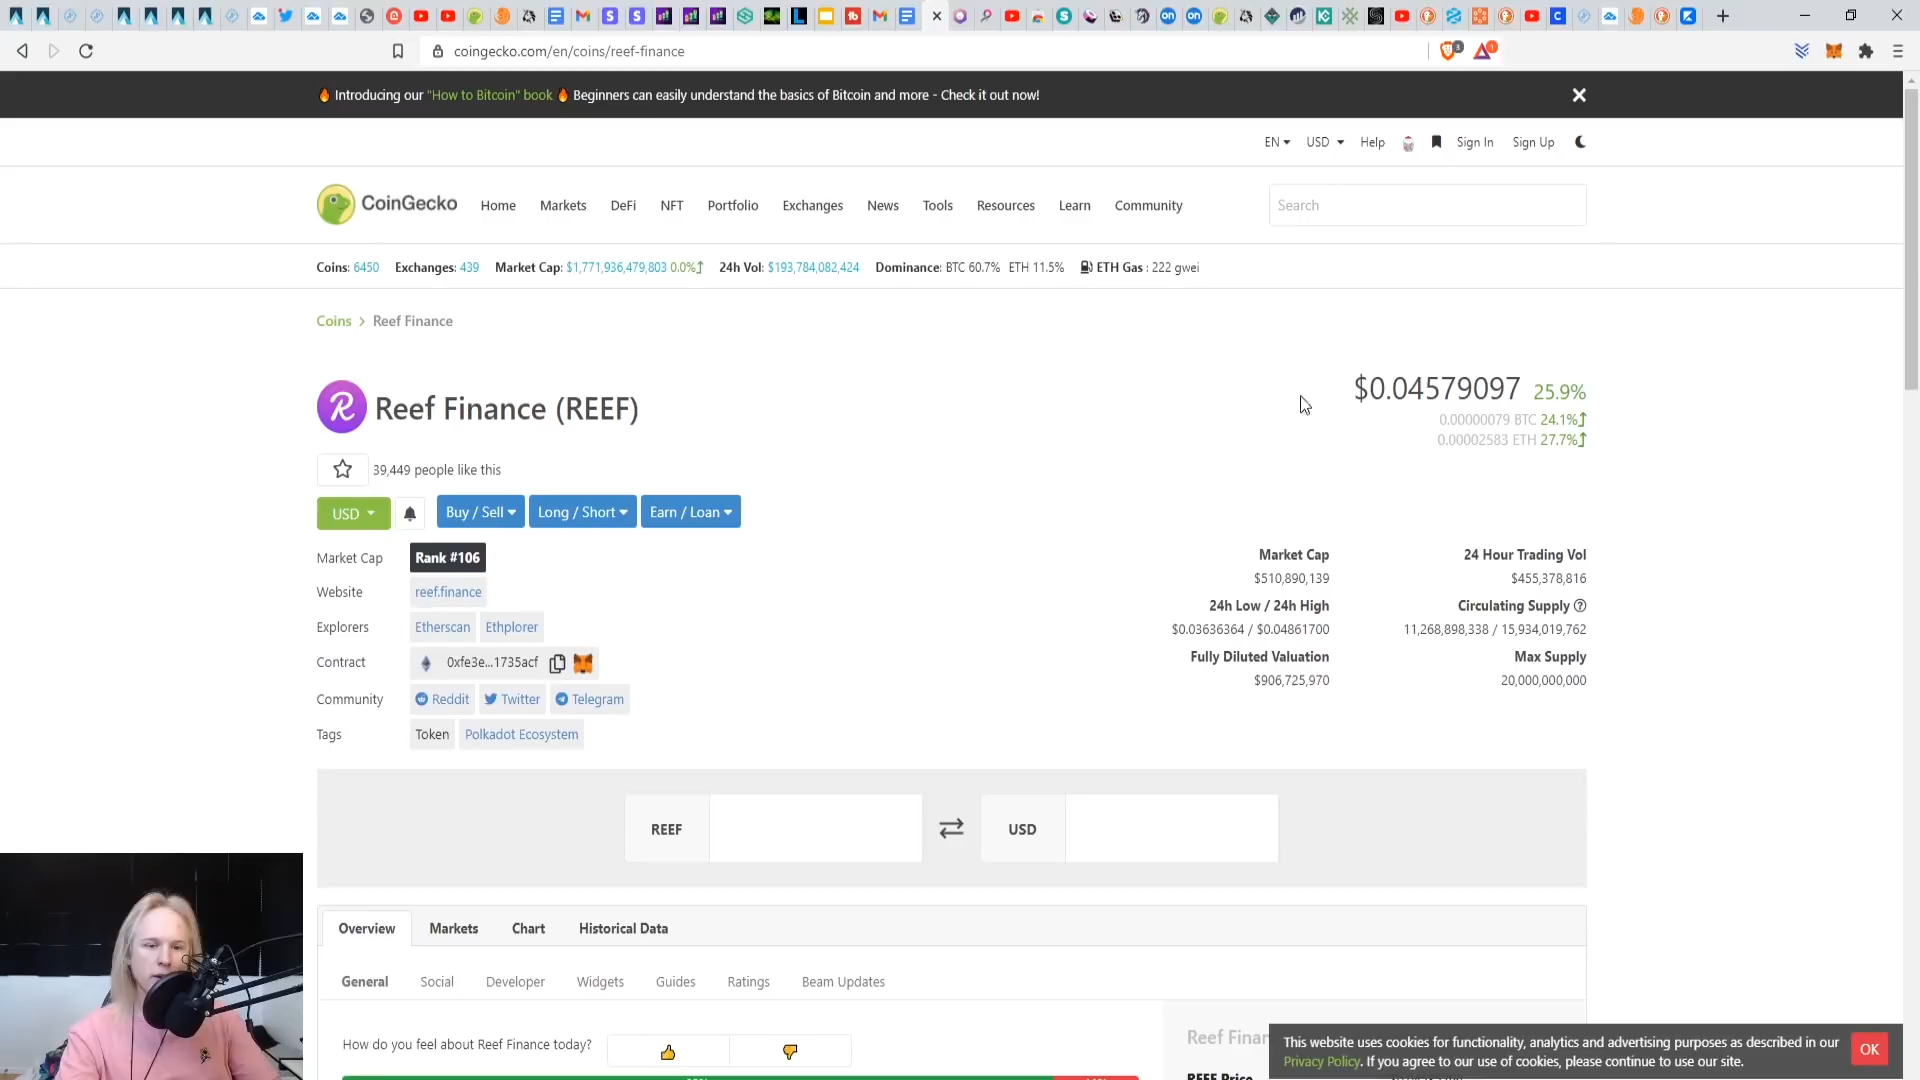 coingecko.com/en/coins/reef-finance
Introducing our "How to Bitcoin" book Beginners can easily understand the basics of Bitcoin and more - Check it out now!
EN USD Help Sign In Sign Up
CoinGecko Home Markets DeFi NFT Portfolio Exchanges News Tools Resources Learn Community Search
Coins: 6450 Exchanges: 439 Market Cap: $1,771,936,479,803 0.0% 24h Vol: $193,784,082,424 Dominance: BTC 60.7% ETH 11.5% ETH Gas : 222 gwei
Coins > Reef Finance
Reef Finance (REEF)
$0.04579097 25.9%
0.00000079 BTC 24.1%
0.00002583 ETH 27.7%
39,449 people like this
USD Buy / Sell Long / Short Earn / Loan
Market Cap Rank #106
Website reef.finance
Explorers Etherscan Ethplorer
Contract 0xfe3e...1735acf
Community Reddit Twitter Telegram
Tags Token Polkadot Ecosystem
Market Cap 24 Hour Trading Vol
$510,890,139 $455,378,816
24h Low / 24h High Circulating Supply
$0.03636364 / $0.04861700 11,268,898,338 / 15,934,019,762
Fully Diluted Valuation Max Supply
$906,725,970 20,000,000,000
REEF USD
Overview Markets Chart Historical Data
General Social Developer Widgets Guides Ratings Beam Updates
How do you feel about Reef Finance today?
Reef Finan
REEF Price
This website uses cookies for functionality, analytics and advertising purposes as described in our
Privacy Policy. If you agree to our use of cookies, please continue to use our site.
OK